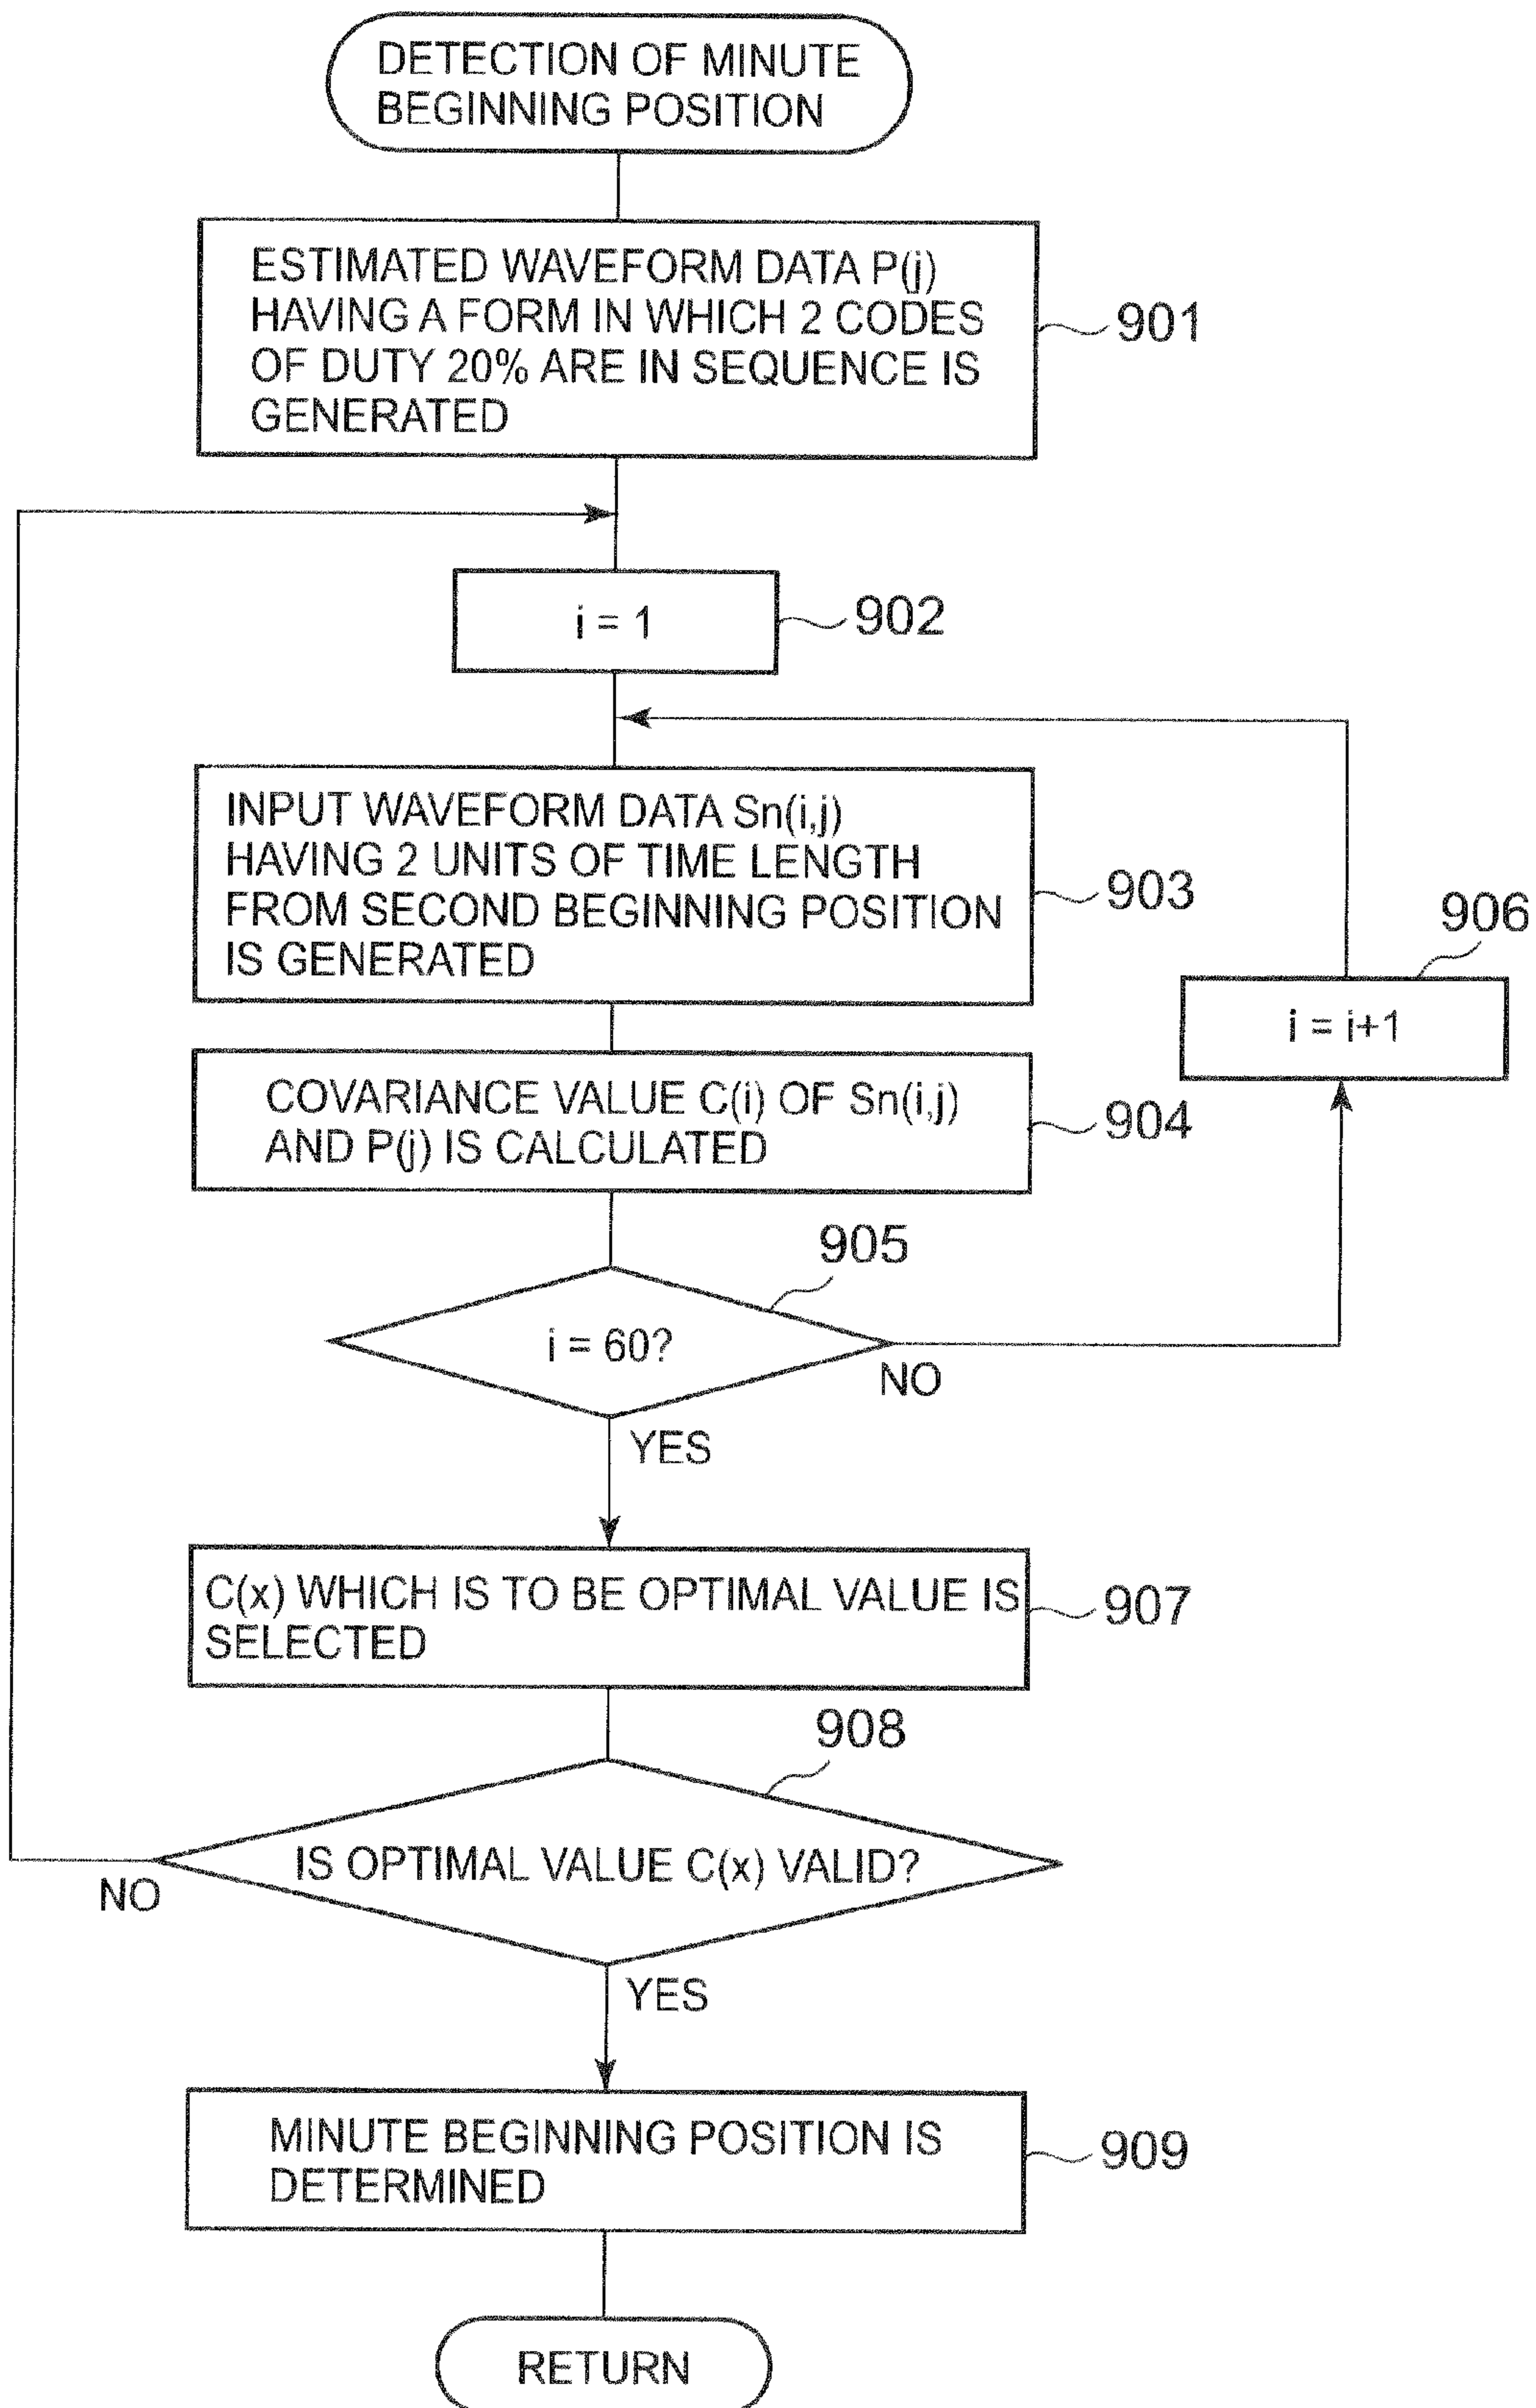 DETECTION OF MINUTE
BEGINNING POSITION
ESTIMATED WAVEFORM DATA P(j)
HAVING A FORM IN WHICH 2 CODES
OF DUTY 20% ARE IN SEQUENCE IS
GENERATED
901
i = 1
902
INPUT WAVEFORM DATA Sn(i,j)
HAVING 2 UNITS OF TIME LENGTH
FROM SECOND BEGINNING POSITION
IS GENERATED
903
906
i = i+1
COVARIANCE VALUE C(i) OF Sn(i,j)
AND P(j) IS CALCULATED
904
905
i = 60?
NO
YES
C(x) WHICH IS TO BE OPTIMAL VALUE IS
SELECTED
907
908
IS OPTIMAL VALUE C(x) VALID?
NO
YES
MINUTE BEGINNING POSITION IS
DETERMINED
909
RETURN